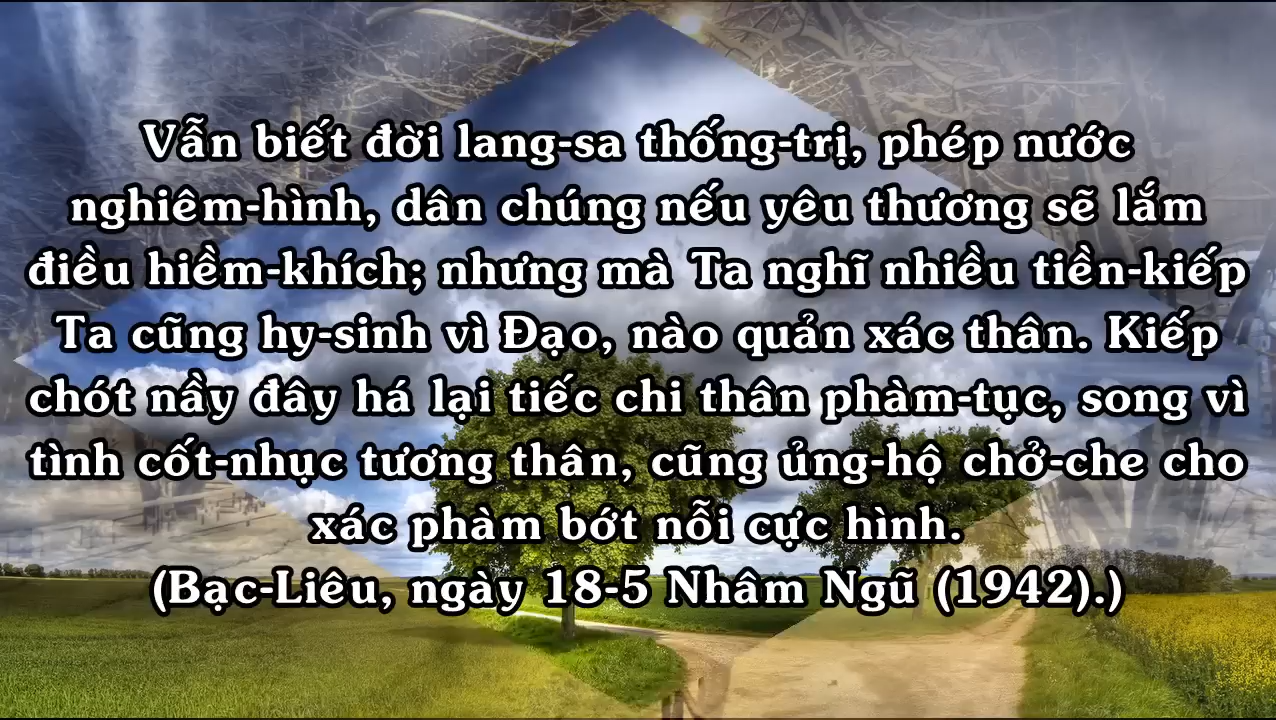 Vẫn biết đời lang-sa thống-trị, phép nước
nghiêm-hình, dân chúng nếu yêu thương sẽ lắm
điều hiềm-khích; nhưng mà Ta nghĩ nhiều tiền-kiếp
Ta cũng hy-sinh vì Đạo, nào quản xác thân. Kiếp
chót nầy đây há lại tiếc chi thân phàm-tục, song vì
tình cốt-nhục tương thân, cũng ủng-hộ chở-che cho
xác phàm bớt nỗi cực hình.
(Bạc-Liêu, ngày 18-5 Nhâm Ngũ (1942).)